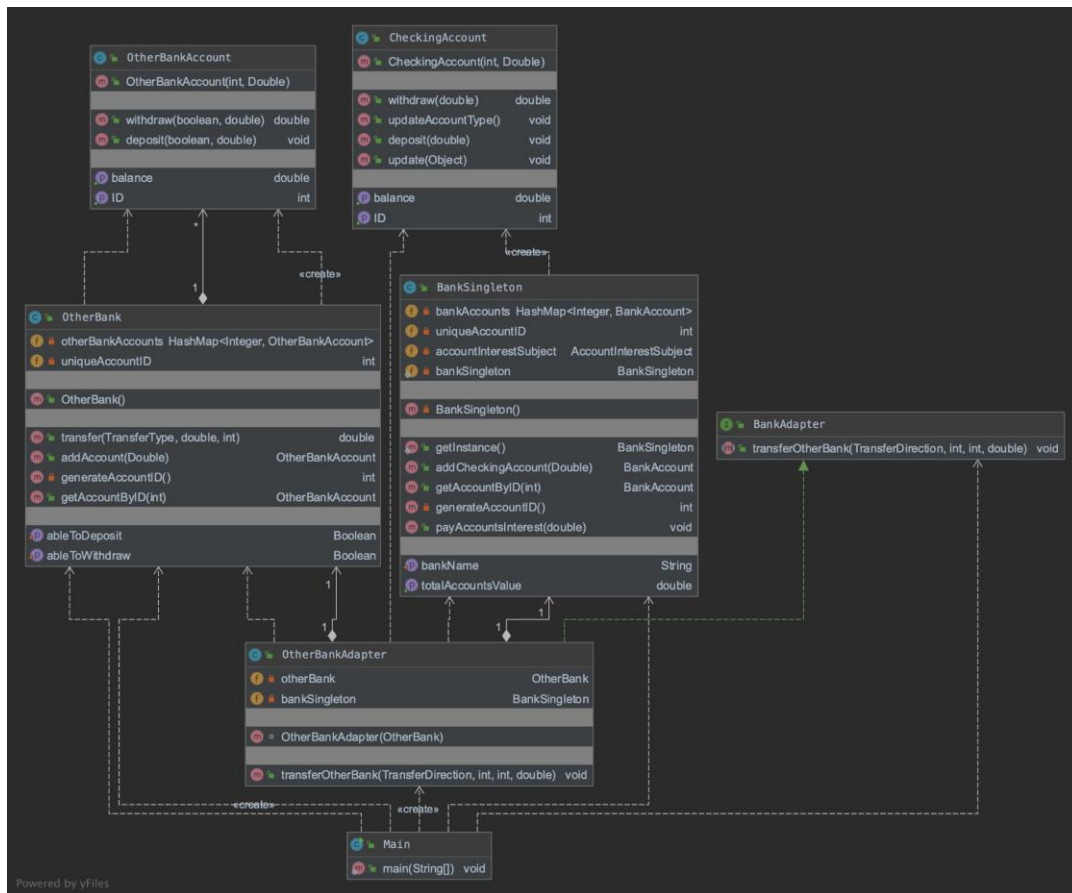 OtherBankAccount
OtherBankAccount(int, Double)
withdraw(boolean, double) double
deposit(boolean, double) void
balance double
ID int
CheckingAccount
CheckingAccount(int, Double)
withdraw(double) double
updateAccountType() void
deposit(double) void
update(Object) void
balance double
ID int
*
1
«create»
«create»
OtherBank
otherBankAccounts HashMap<Integer, OtherBankAccount>
uniqueAccountID int
OtherBank()
transfer(TransferType, double, int) double
addAccount(Double) OtherBankAccount
generateAccountID() int
getAccountByID(int) OtherBankAccount
ableToDeposit Boolean
ableToWithdraw Boolean
BankSingleton
bankAccounts HashMap<Integer, BankAccount>
uniqueAccountID int
accountInterestSubject AccountInterestSubject
bankSingleton BankSingleton
BankSingleton()
getInstance() BankSingleton
addCheckingAccount(Double) BankAccount
getAccountByID(int) BankAccount
generateAccountID() int
payAccountsInterest(double) void
bankName String
totalAccountsValue double
BankAdapter
transferOtherBank(TransferDirection, int, int, double) void
1
1
1
1
OtherBankAdapter
otherBank OtherBank
bankSingleton BankSingleton
OtherBankAdapter(OtherBank)
transferOtherBank(TransferDirection, int, int, double) void
«create»
«create»
Main
main(String[]) void
Powered by yFiles